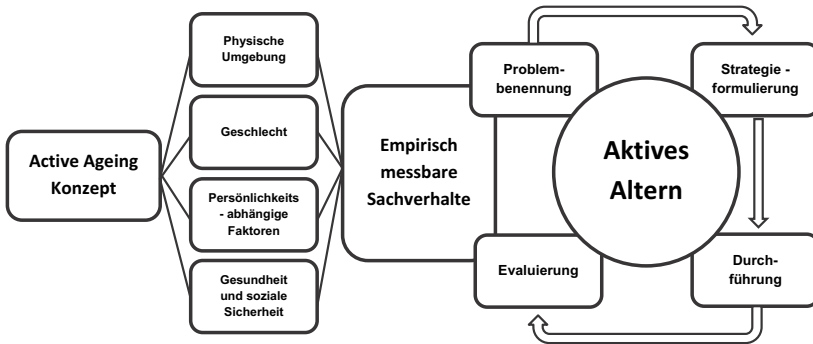 Active Ageing
Konzept
Physische
Umgebung
Geschlecht
Persönlichkeits
- abhängige
Faktoren
Gesundheit
und soziale
Sicherheit
Empirisch
messbare
Sachverhalte
Problem-
benennung
Strategie -
formulierung
Aktives
Altern
Evaluierung
Durch-
führung